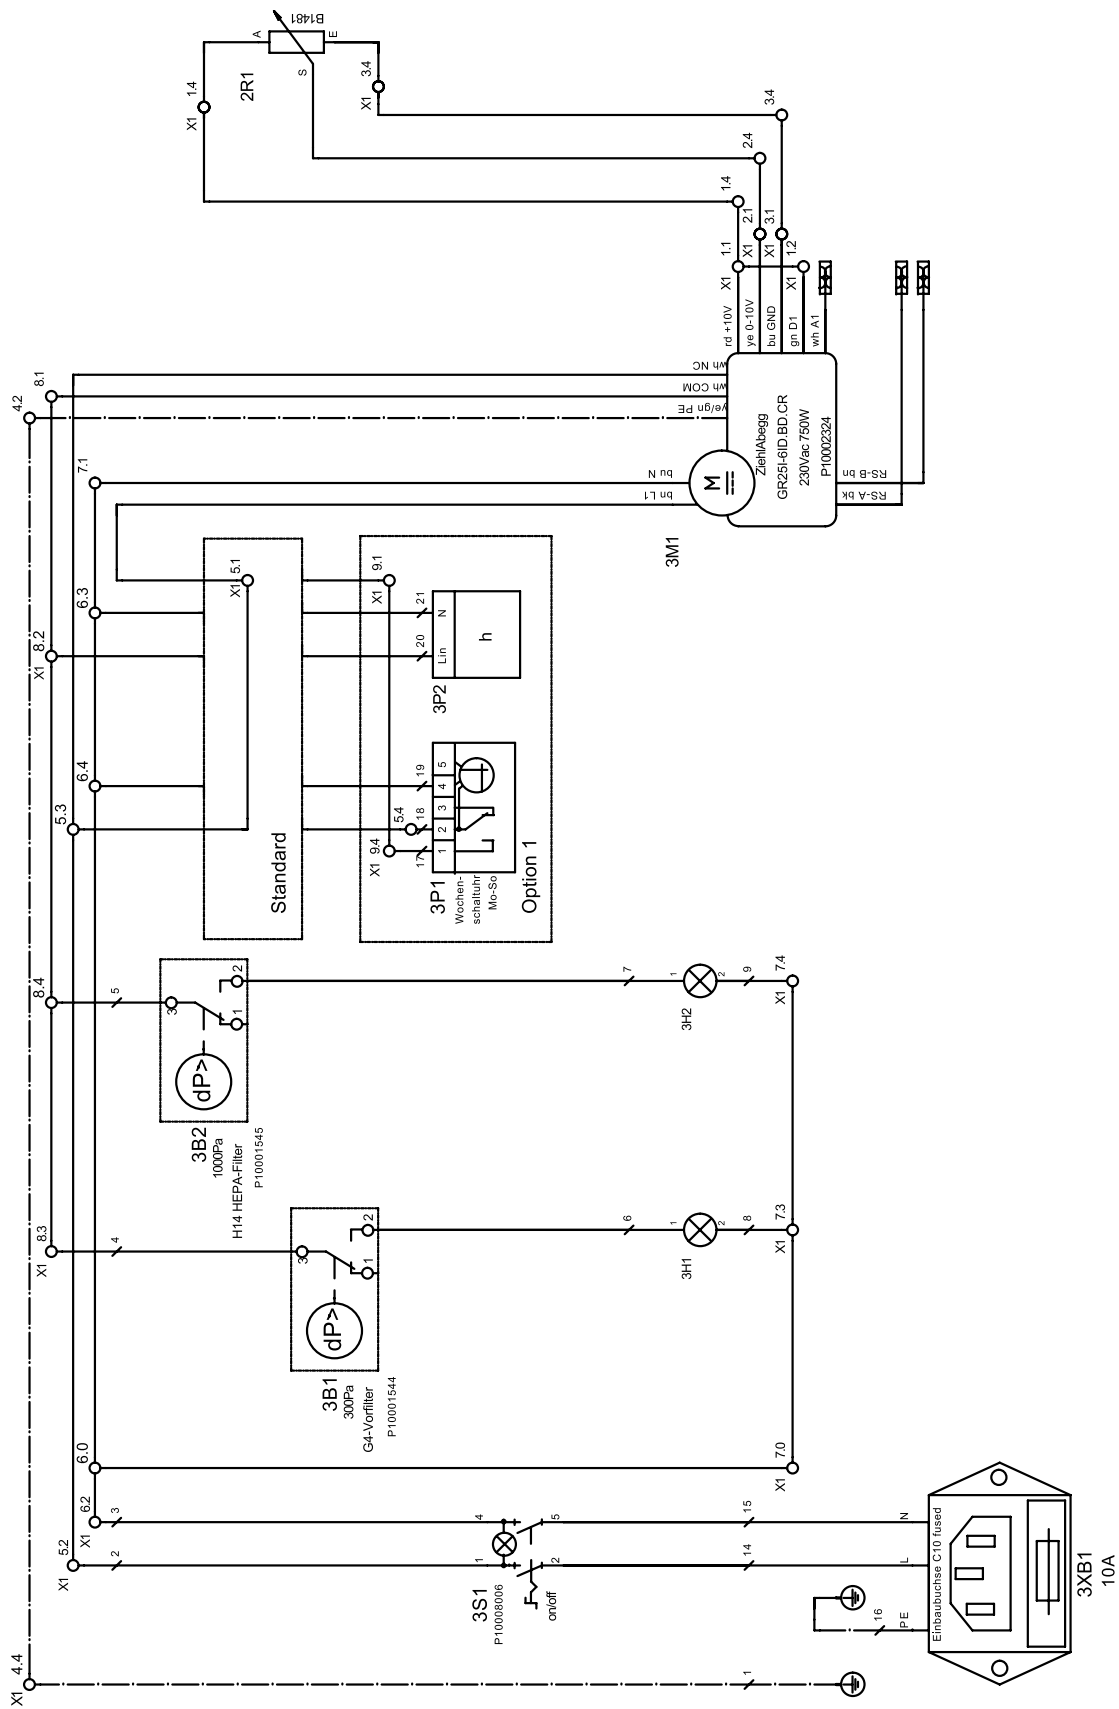 X1
4.4
4.2
X1
5.2
5.3
X1
6.2
6.0
6.4
6.3
7.1
X1
8.3
8.4
X1
8.2
8.1
1
2
3
4
5
3S1
P10008006
on/off
1
4
2
5
14
15
16
PE
L
N
Einbaubuchse C10 fused
3XB1
10A
3B1
300Pa
G4-Vorfilter
P10001544
dP>
3
1
2
3B2
1000Pa
H14 HEPA-Filter
P10001545
dP>
3
1
2
6
7
3H1
1
2
8
3H2
1
2
9
X1
7.0
X1
7.3
X1
7.4
Standard
X1
5.1
X1
9.4
X1
9.1
5.4
17
18
19
20
21
3P1
Wochen-
schaltuhr
Mo-So
1
2
3
4
5
Option 1
3P2
Lin
N
h
3M1
M
ZiehlAbegg
GR25I-6ID.BD.CR
230Vac 750W
P10002324
bn L1
bu N
ye/gn PE
wh COM
wh NC
rd +10V
ye 0-10V
bu GND
gn D1
wh A1
RS-A bk
RS-B bn
X1
1.1
X1
2.1
X1
3.1
X1
1.2
1.4
2.4
3.4
X1
1.4
X1
3.4
2R1
A
S
E
B1481